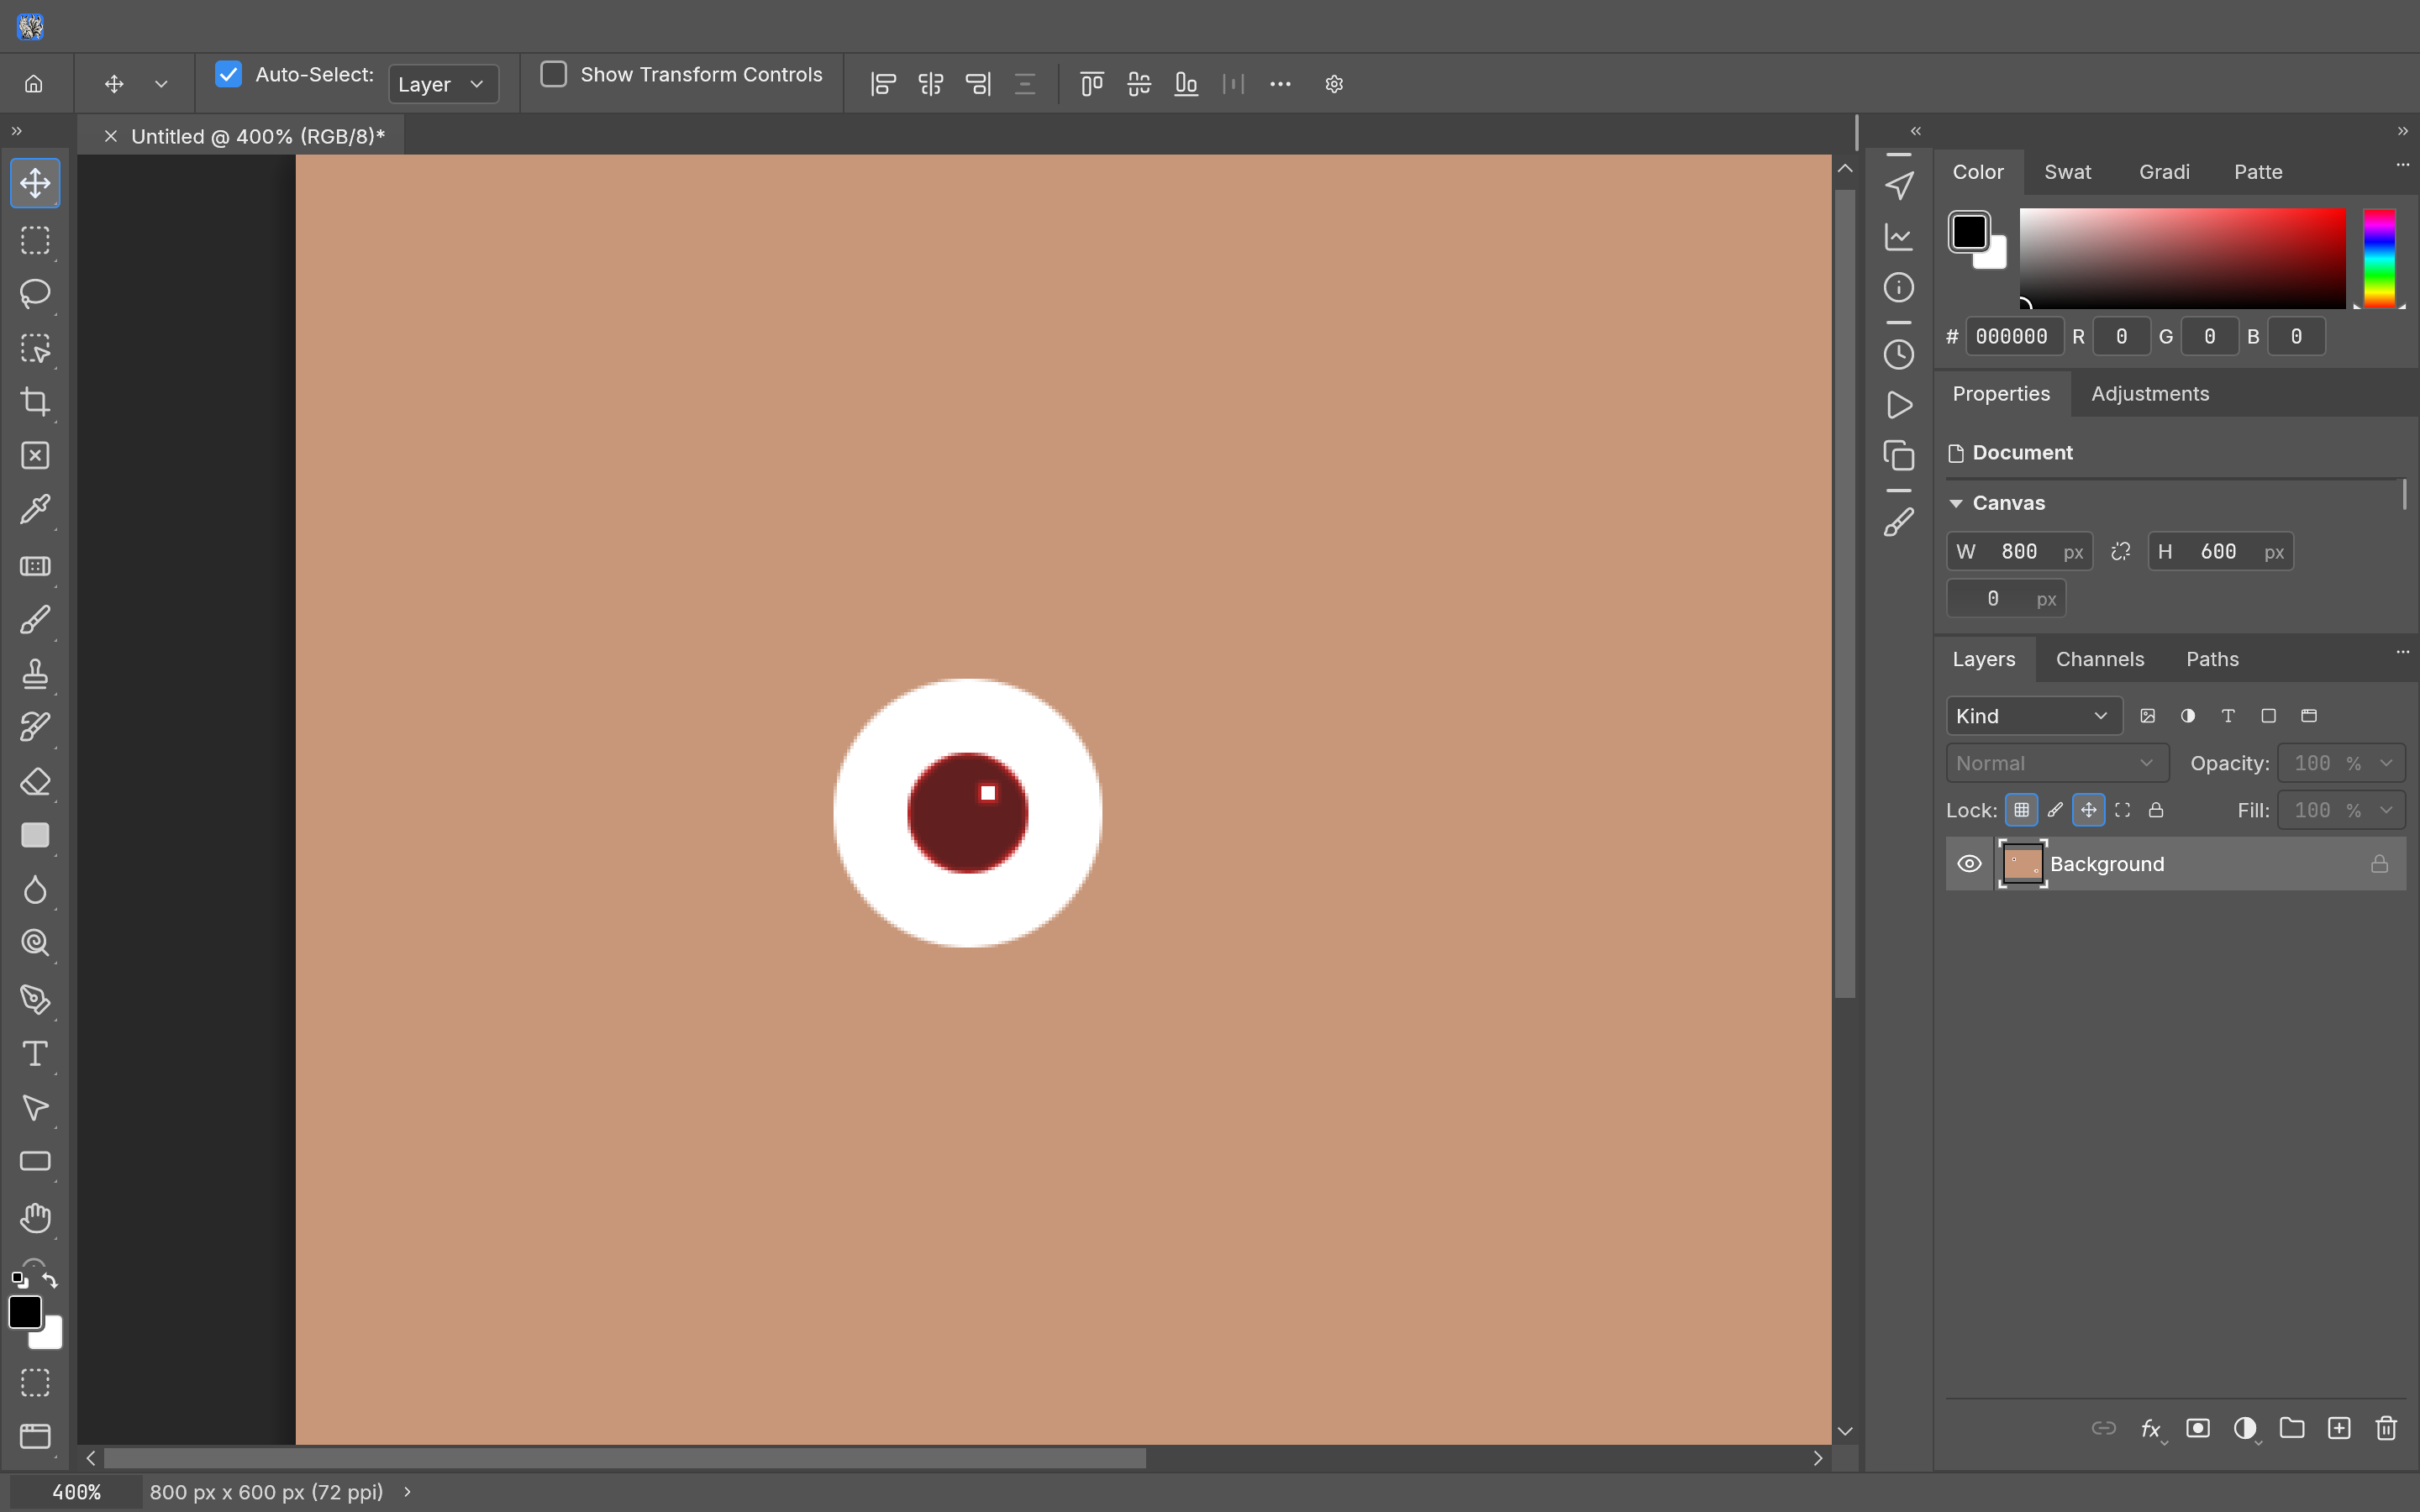 Auto-Select:
Layer
Show Transform Controls
Untitled @ 400% (RGB/8)*
Color
Swat
Gradi
Patte
# 000000 R 0 G 0 B 0
Properties
Adjustments
Document
Canvas
W 800 px H 600 px
0 px
Layers
Channels
Paths
Kind
Normal
Opacity: 100 %
Lock:
Fill: 100 %
Background
fx
400%
800 px x 600 px (72 ppi)